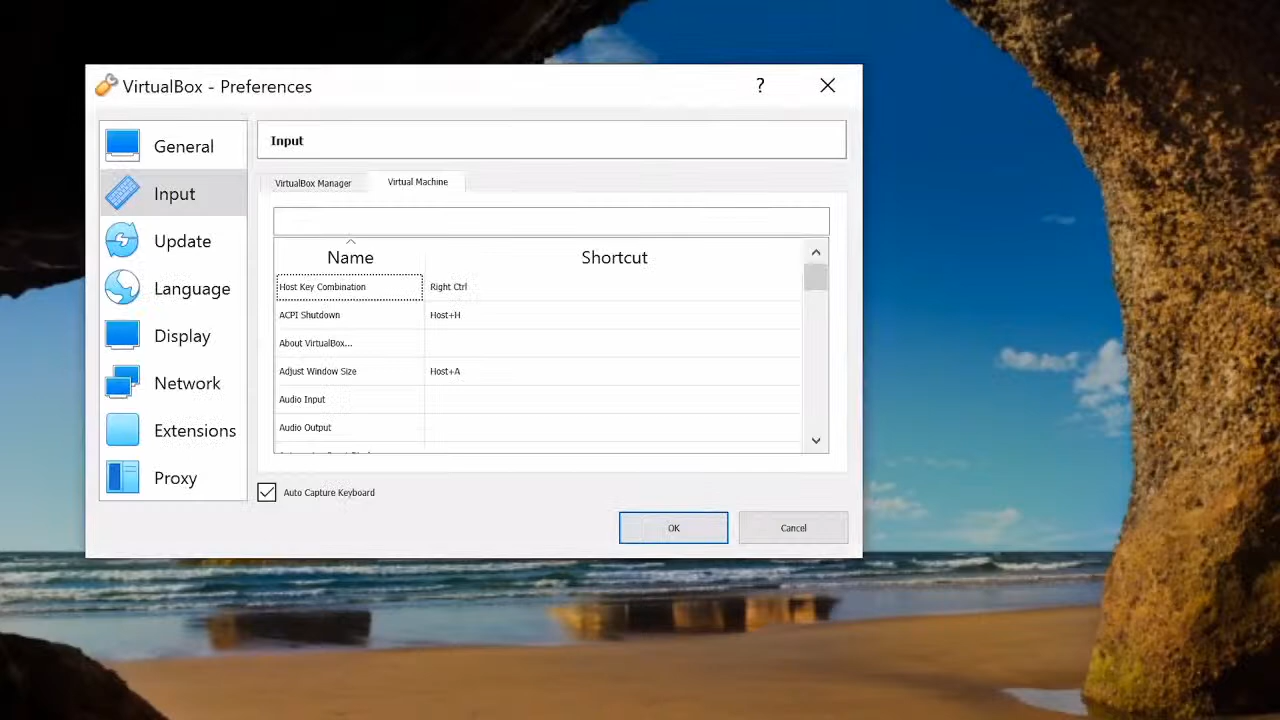 VirtualBox - Preferences ?
General
Input
Update
Language
Display
Network
Extensions
Proxy
Input
VirtualBox Manager Virtual Machine
Name Shortcut
Host Key Combination Right Ctrl
ACPI Shutdown Host+H
About VirtualBox...
Adjust Window Size Host+A
Audio Input
Audio Output
Auto Capture Keyboard
OK Cancel